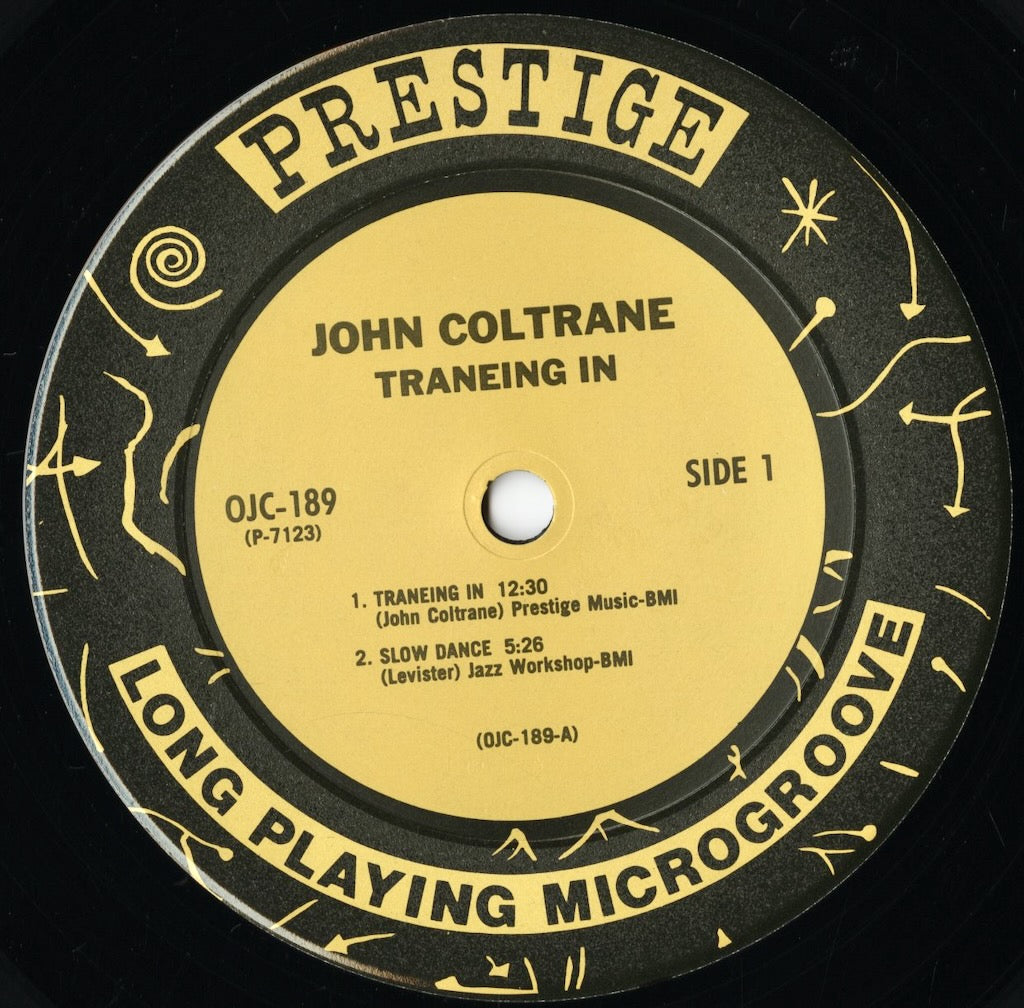 PRESTIGE
JOHN COLTRANE
TRANEING IN
OJC-189
(P-7123)
SIDE 1
1. TRANEING IN 12:30
(John Coltrane) Prestige Music-BMI
2. SLOW DANCE 5:26
(Levister) Jazz Workshop-BMI
(OJC-189-A)
LONG PLAYING MICROGROOVE